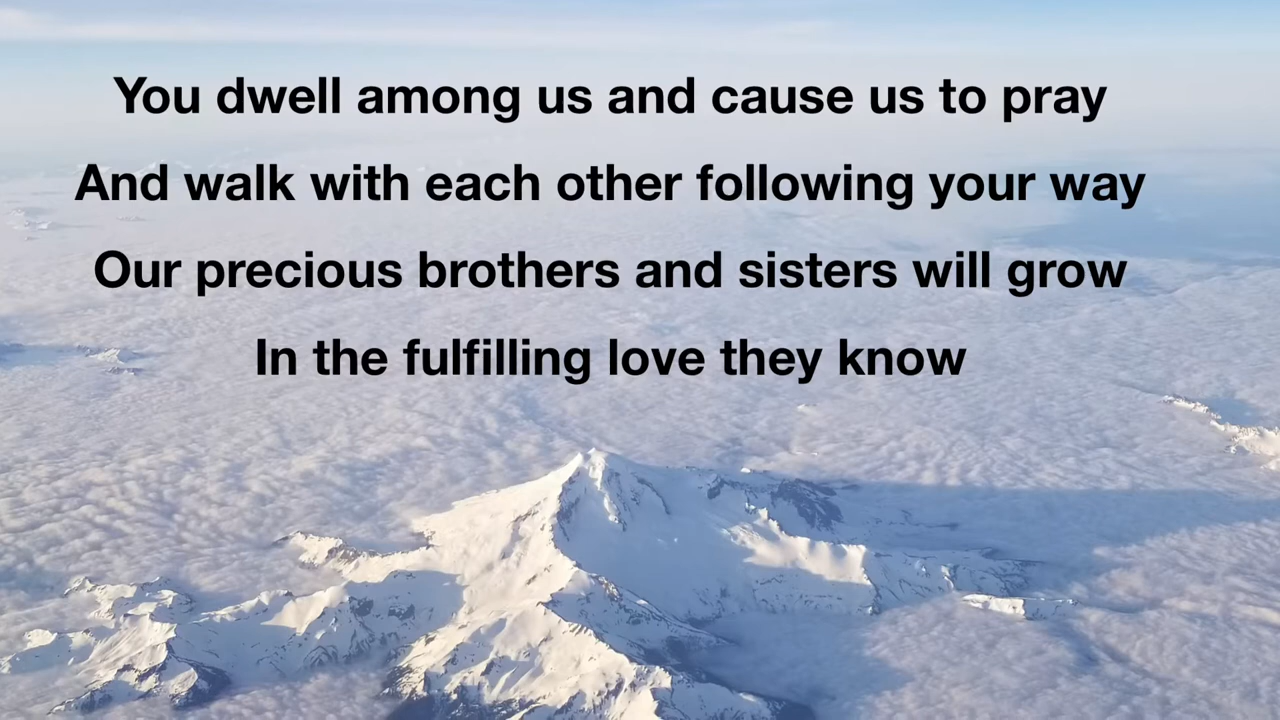 You dwell among us and cause us to pray
And walk with each other following your way
Our precious brothers and sisters will grow
In the fulfilling love they know